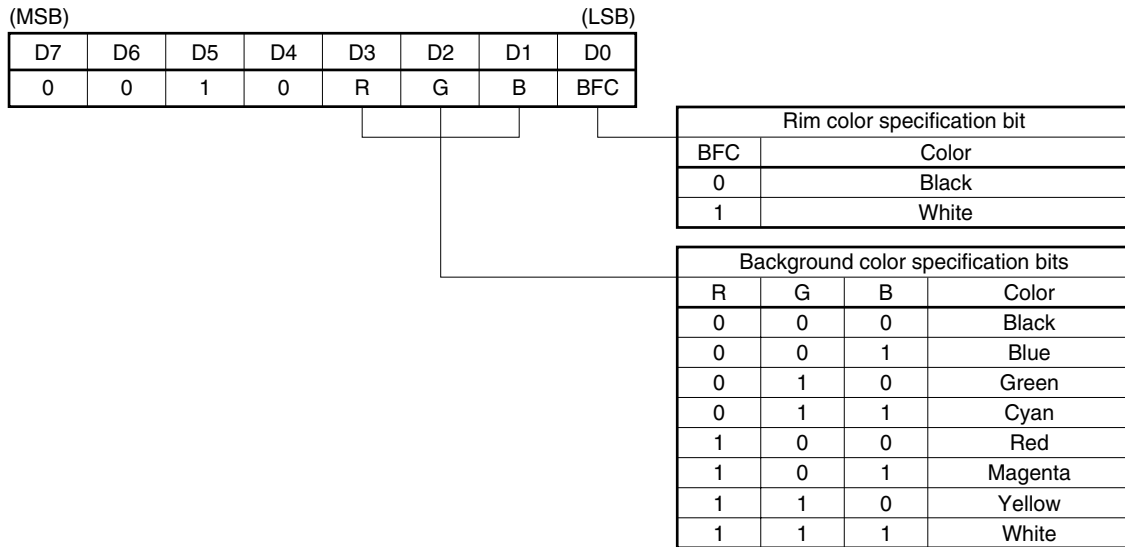 (MSB) (LSB)
D7 D6 D5 D4 D3 D2 D1 D0
0 0 1 0 R G B BFC
Rim color specification bit
BFC Color
0 Black
1 White
Background color specification bits
R G B Color
0 0 0 Black
0 0 1 Blue
0 1 0 Green
0 1 1 Cyan
1 0 0 Red
1 0 1 Magenta
1 1 0 Yellow
1 1 1 White